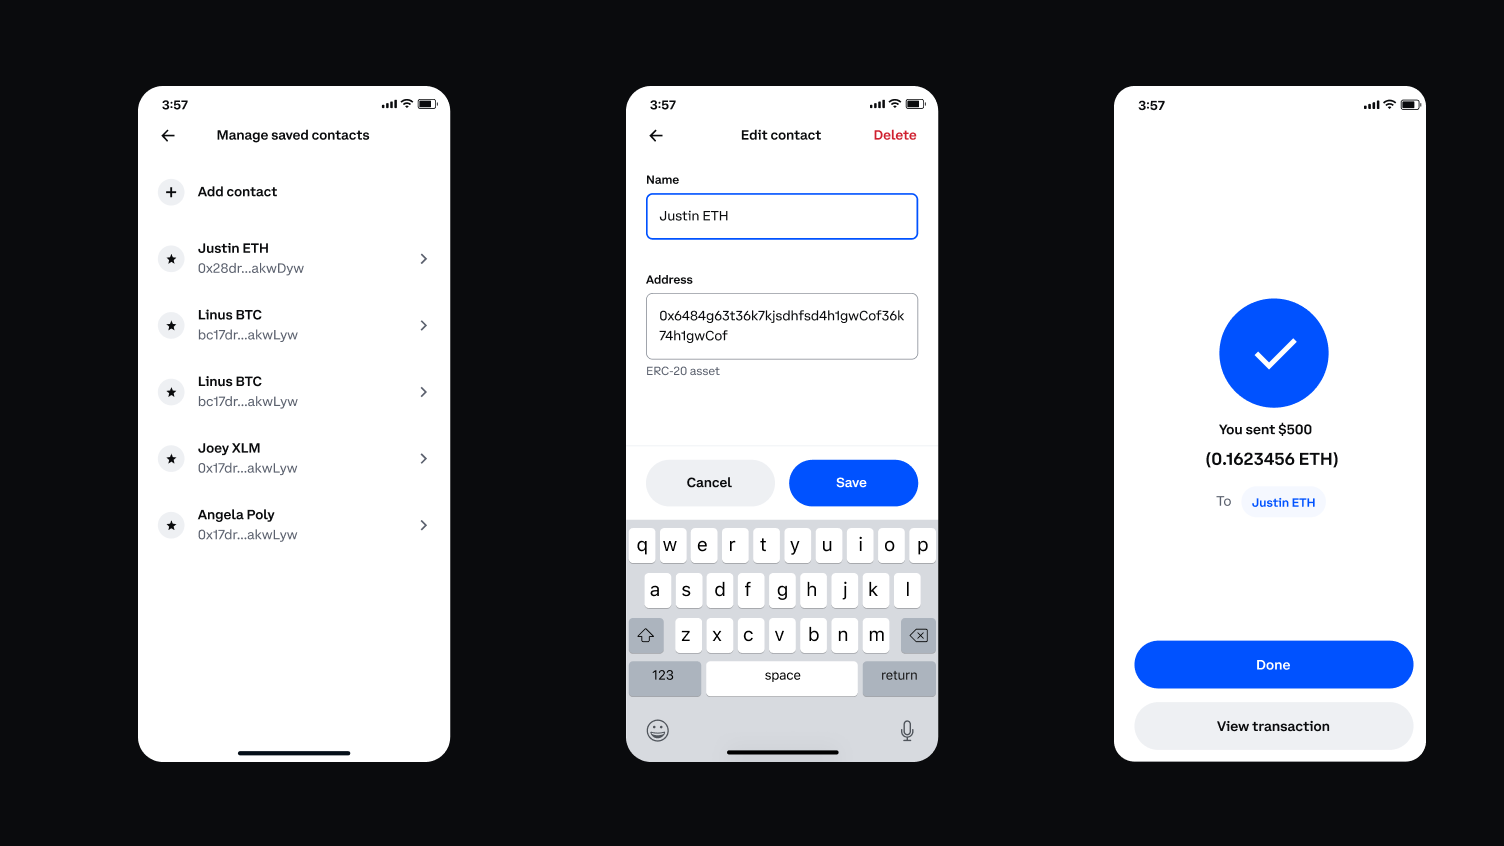 3:57
Manage saved contacts
Add contact
Justin ETH
0x28dr...akwDyw
Linus BTC
bc17dr...akwLyw
Linus BTC
bc17dr...akwLyw
Joey XLM
0x17dr...akwLyw
Angela Poly
0x17dr...akwLyw
3:57
Edit contact Delete
Name
Justin ETH
Address
0x6484g63t36k7kjsdhfsd4h1gwCof36k
74h1gwCof
ERC-20 asset
Cancel Save
q w e r t y u i o p
a s d f g h j k l
z x c v b n m
123 space return
3:57
You sent $500
(0.1623456 ETH)
To Justin ETH
Done
View transaction